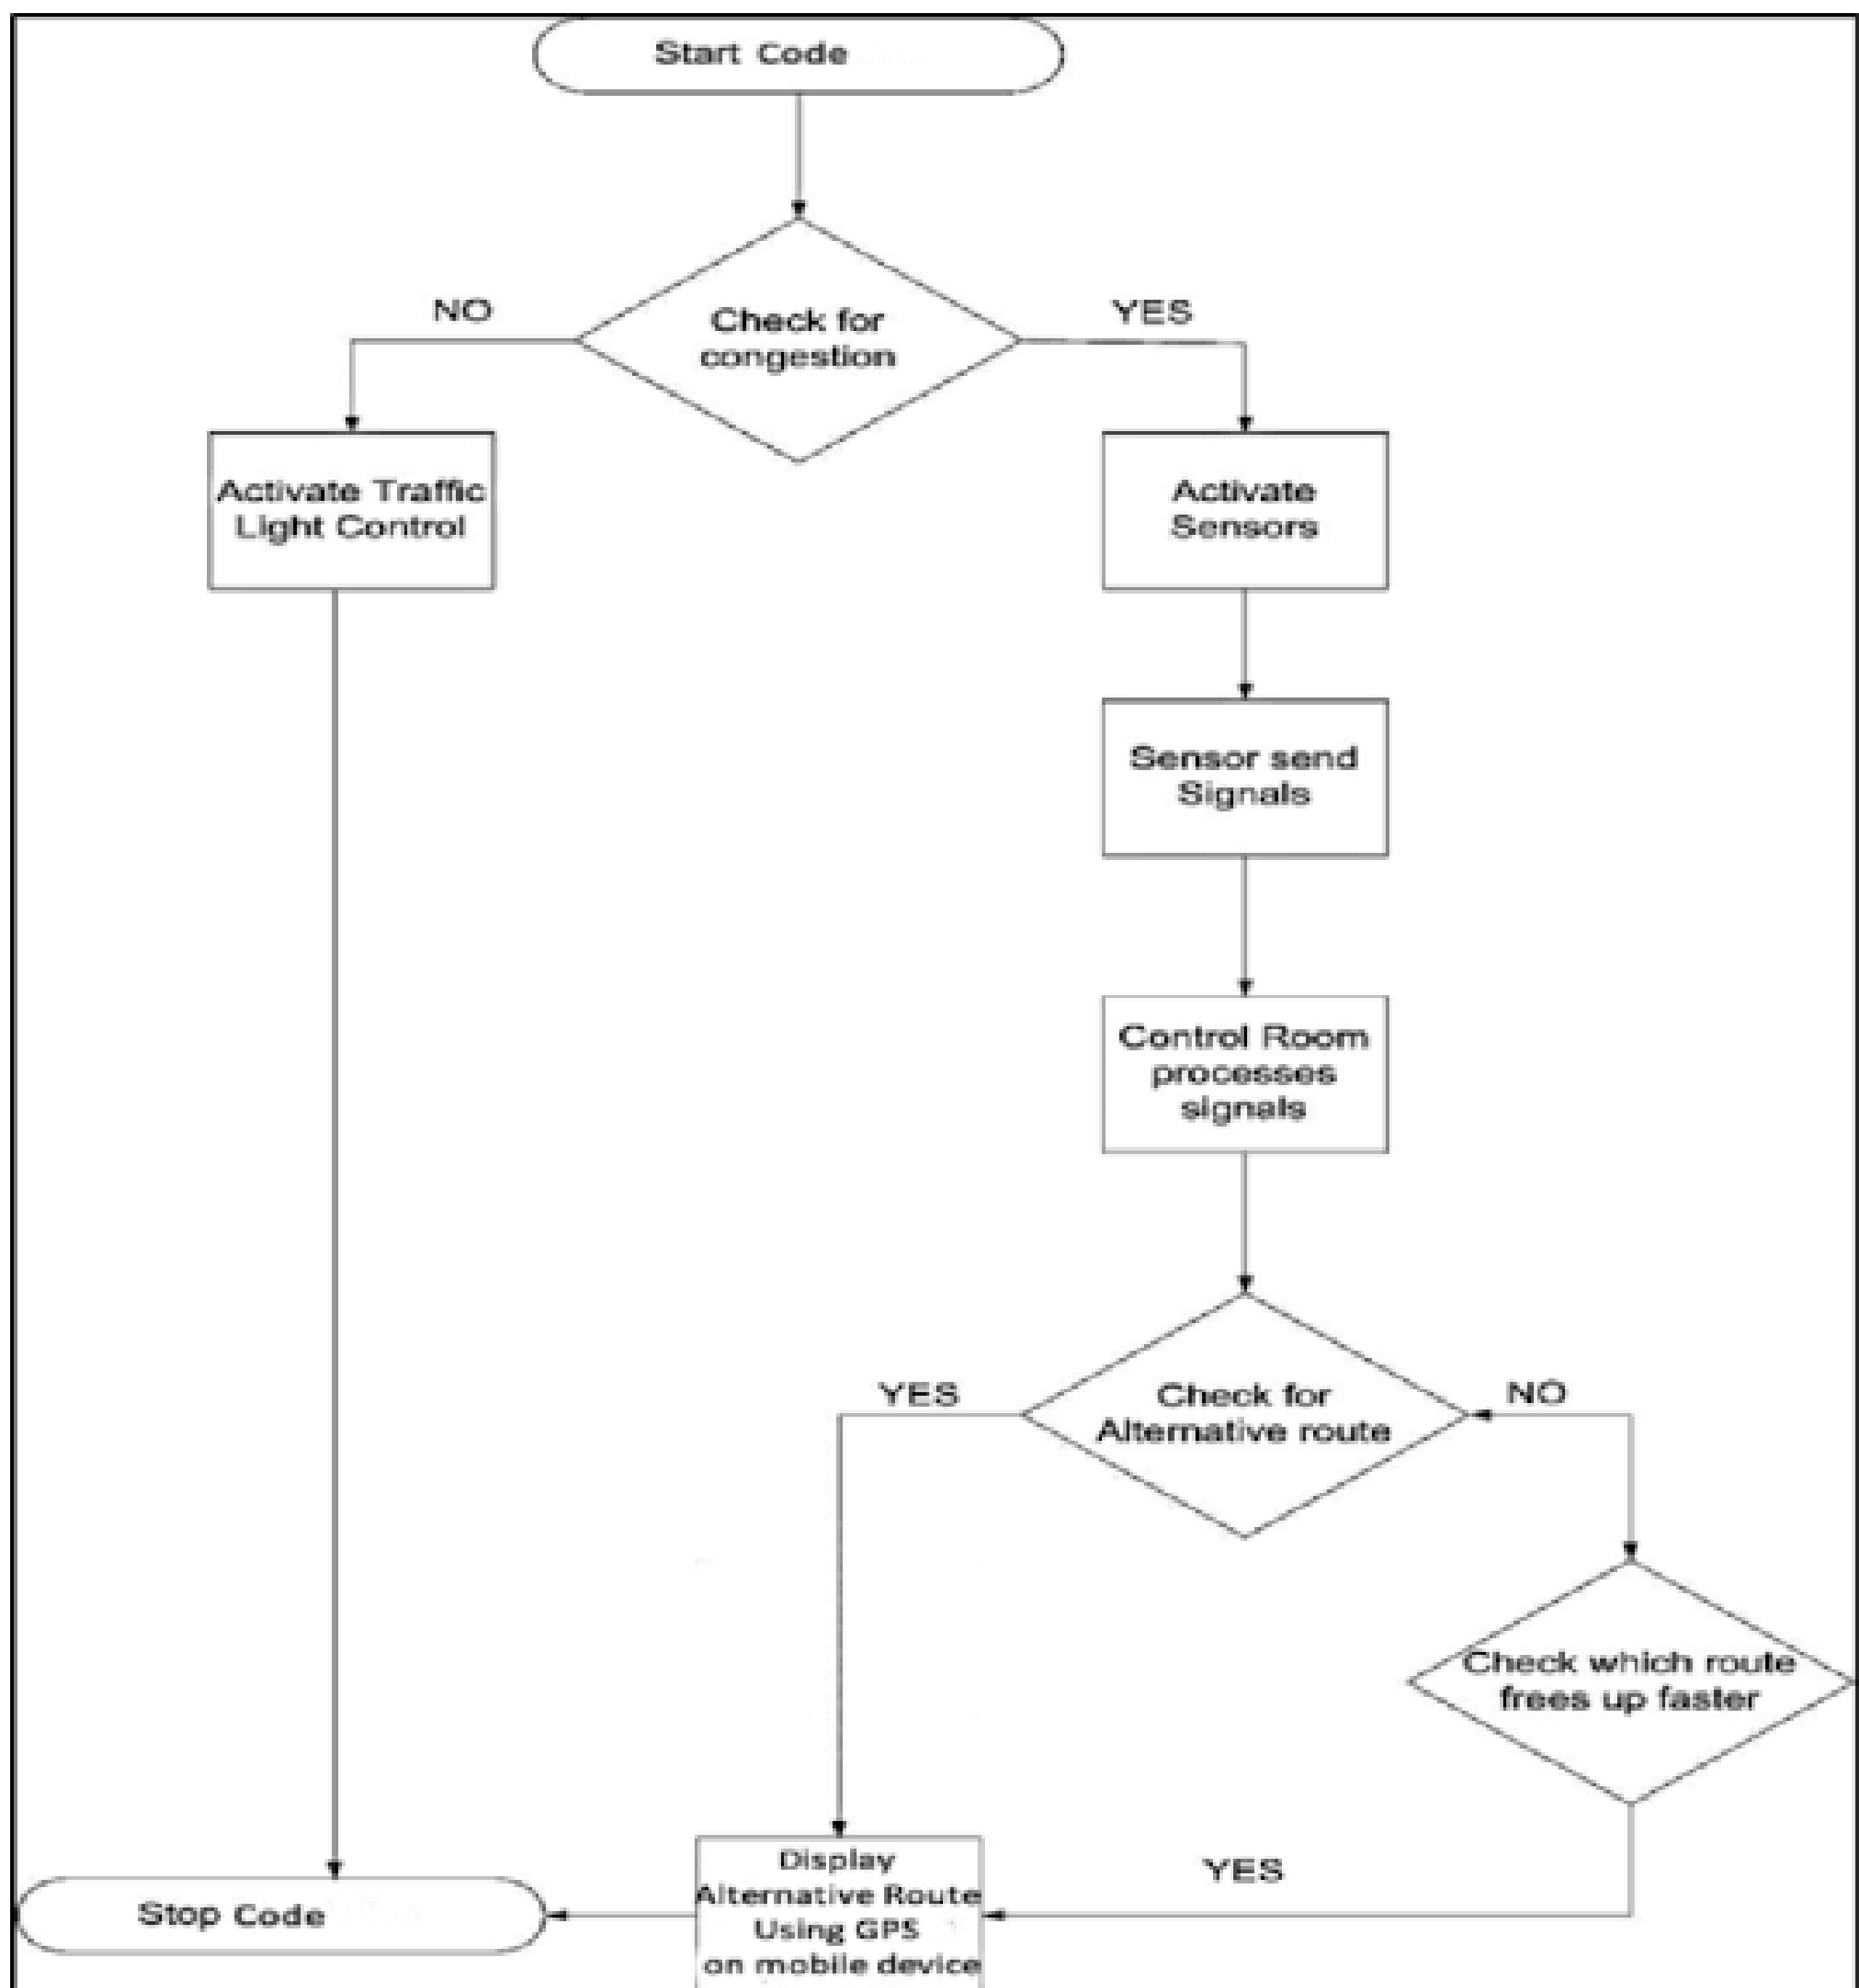 Start Code
NO
YES
Check for
congestion
Activate Traffic
Light Control
Activate
Sensors
Sensor send
Signals
Control Room
processes
signals
YES
Check for
Alternative route
NO
Check which route
frees up faster
YES
Display
Alternative Route
Using GPS
on mobile device
Stop Code